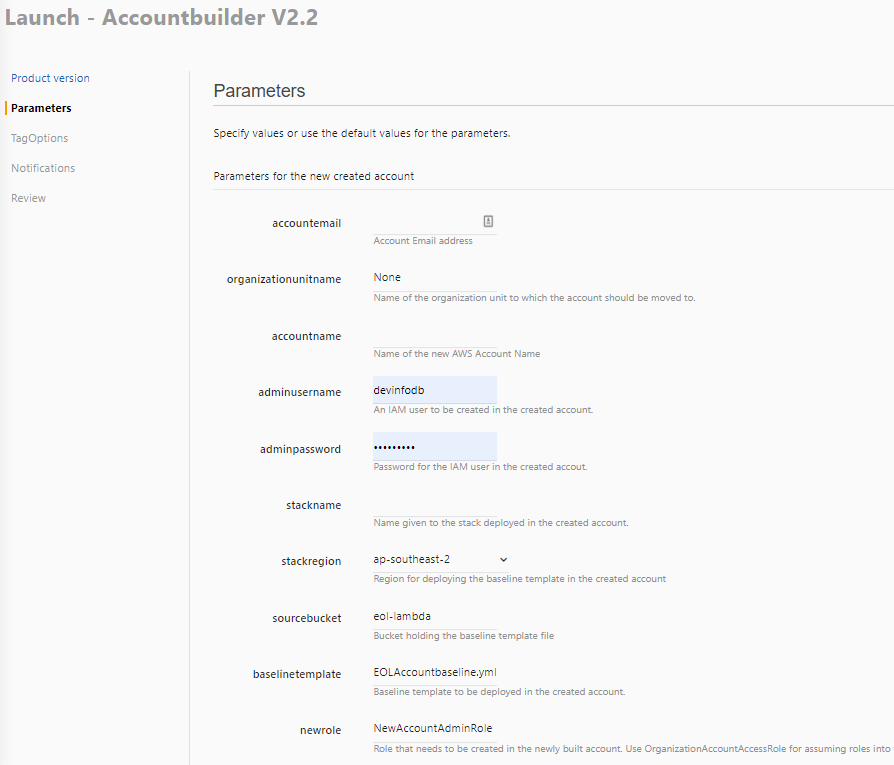 Launch - Accountbuilder V2.2
Product version
Parameters
TagOptions
Notifications
Review
Parameters
Specify values or use the default values for the parameters.
Parameters for the new created account
accountemail
Account Email address
organizationunitname None
Name of the organization unit to which the account should be moved to.
accountname
Name of the new AWS Account Name
adminusername devinfodb
An IAM user to be created in the created account.
adminpassword •••••••••
Password for the IAM user in the created accout.
stackname
Name given to the stack deployed in the created account.
stackregion ap-southeast-2
Region for deploying the baseline template in the created account
sourcebucket eol-lambda
Bucket holding the baseline template file
baselinetemplate EOLAccountbaseline.yml
Baseline template to be deployed in the created account.
newrole NewAccountAdminRole
Role that needs to be created in the newly built account. Use OrganizationAccountAccessRole for assuming roles into